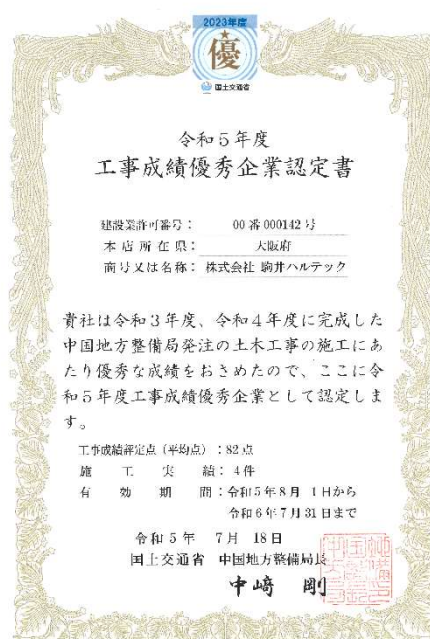 2023年度
優
国土交通省
令和5年度
工事成績優秀企業認定書
建設業許可番号： 00番000142号
本店所在県： 大阪府
商号又は名称： 株式会社 駒井ハルテック
貴社は令和３年度、令和４年度に完成した
中国地方整備局発注の土木工事の施工にあ
たり優秀な成績をおさめたので、ここに令
和５年度工事成績優秀企業として認定しま
す。
工事成績評定点（平均点）：82点
施工実績：4件
有効期間：令和5年8月 1日から
令和6年7月31日まで
令和5年 7月 18日
国土交通省 中国地方整備局長
中﨑 剛